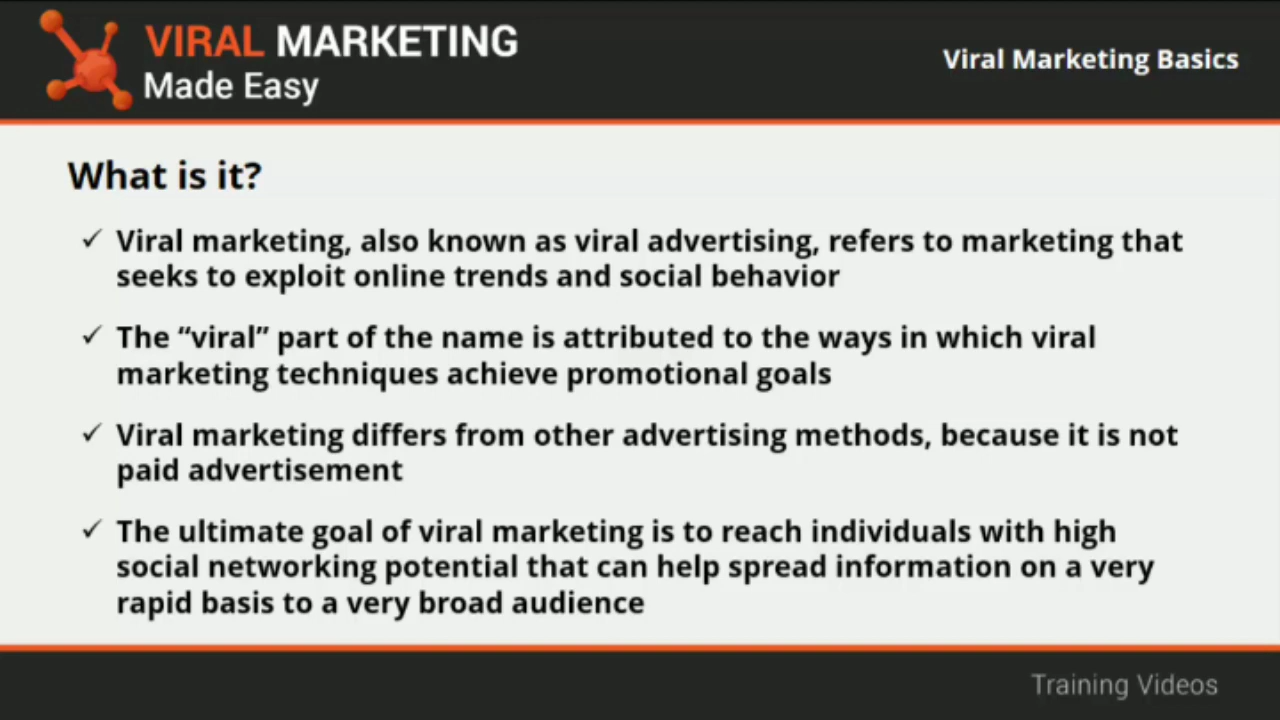 VIRAL MARKETING
Made Easy
Viral Marketing Basics
What is it?
✓ Viral marketing, also known as viral advertising, refers to marketing that
seeks to exploit online trends and social behavior
✓ The “viral” part of the name is attributed to the ways in which viral
marketing techniques achieve promotional goals
✓ Viral marketing differs from other advertising methods, because it is not
paid advertisement
✓ The ultimate goal of viral marketing is to reach individuals with high
social networking potential that can help spread information on a very
rapid basis to a very broad audience
Training Videos